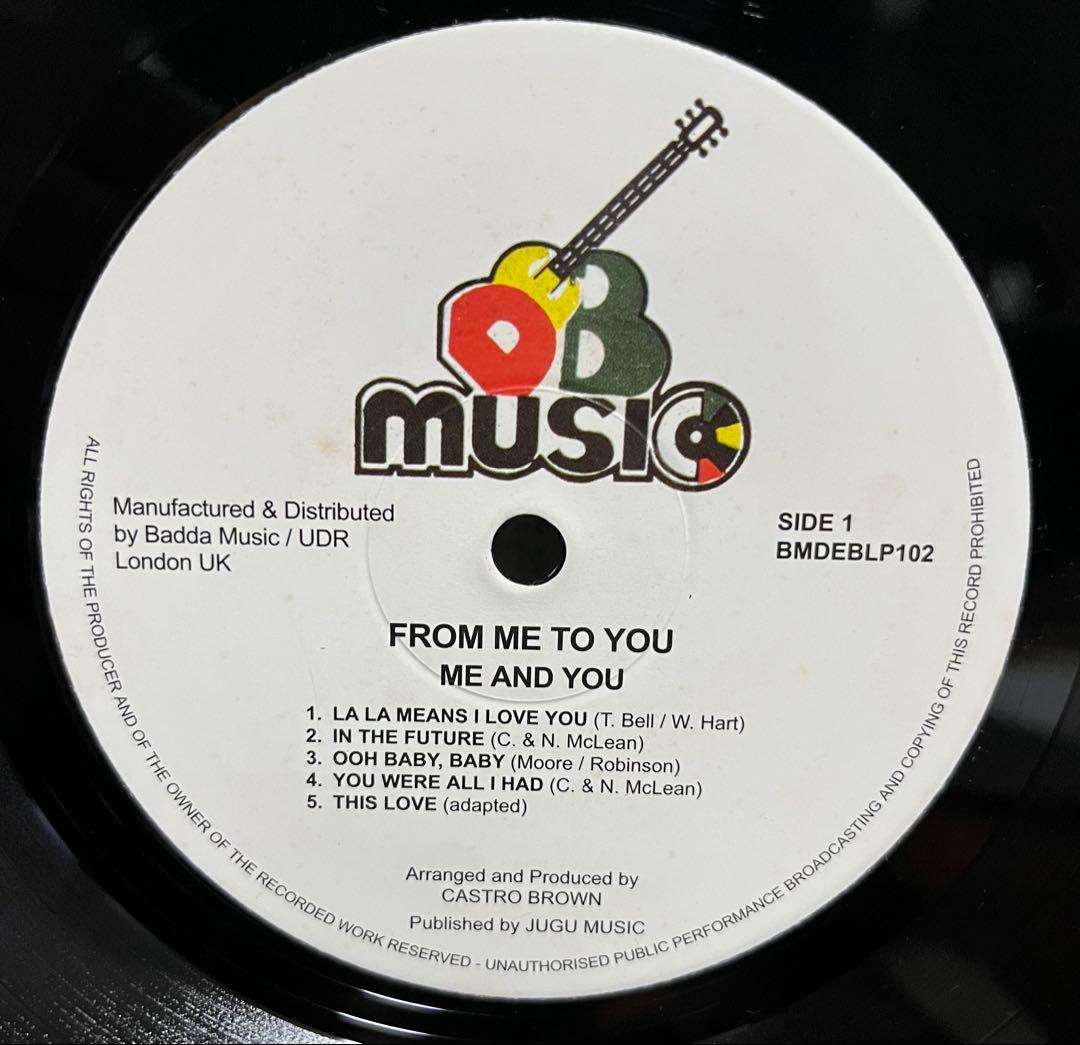 DEB
MUSIC
Manufactured & Distributed
by Badda Music / UDR
London UK
SIDE 1
BMDEBLP102
FROM ME TO YOU
ME AND YOU
1. LA LA MEANS I LOVE YOU (T. Bell / W. Hart)
2. IN THE FUTURE (C. & N. McLean)
3. OOH BABY, BABY (Moore / Robinson)
4. YOU WERE ALL I HAD (C. & N. McLean)
5. THIS LOVE (adapted)
Arranged and Produced by
CASTRO BROWN
Published by JUGU MUSIC
ALL RIGHTS OF THE PRODUCER AND OF THE OWNER OF THE RECORDED WORK RESERVED - UNAUTHORISED PUBLIC PERFORMANCE BROADCASTING AND COPYING OF THIS RECORD PROHIBITED